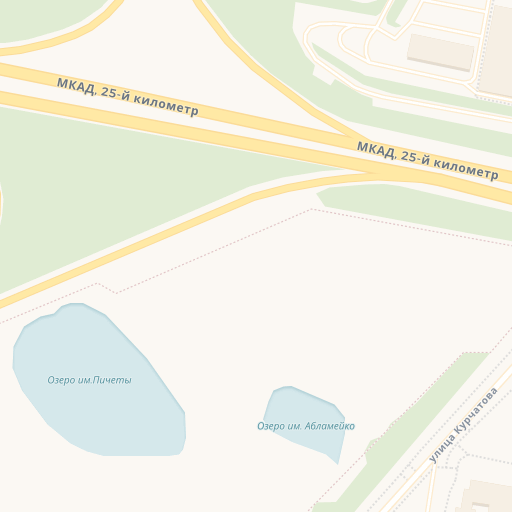 МКАД, 25-й километр
МКАД, 25-й километр
Озеро им.Пичеты
улица Курчатова
Озеро им. Абламейко